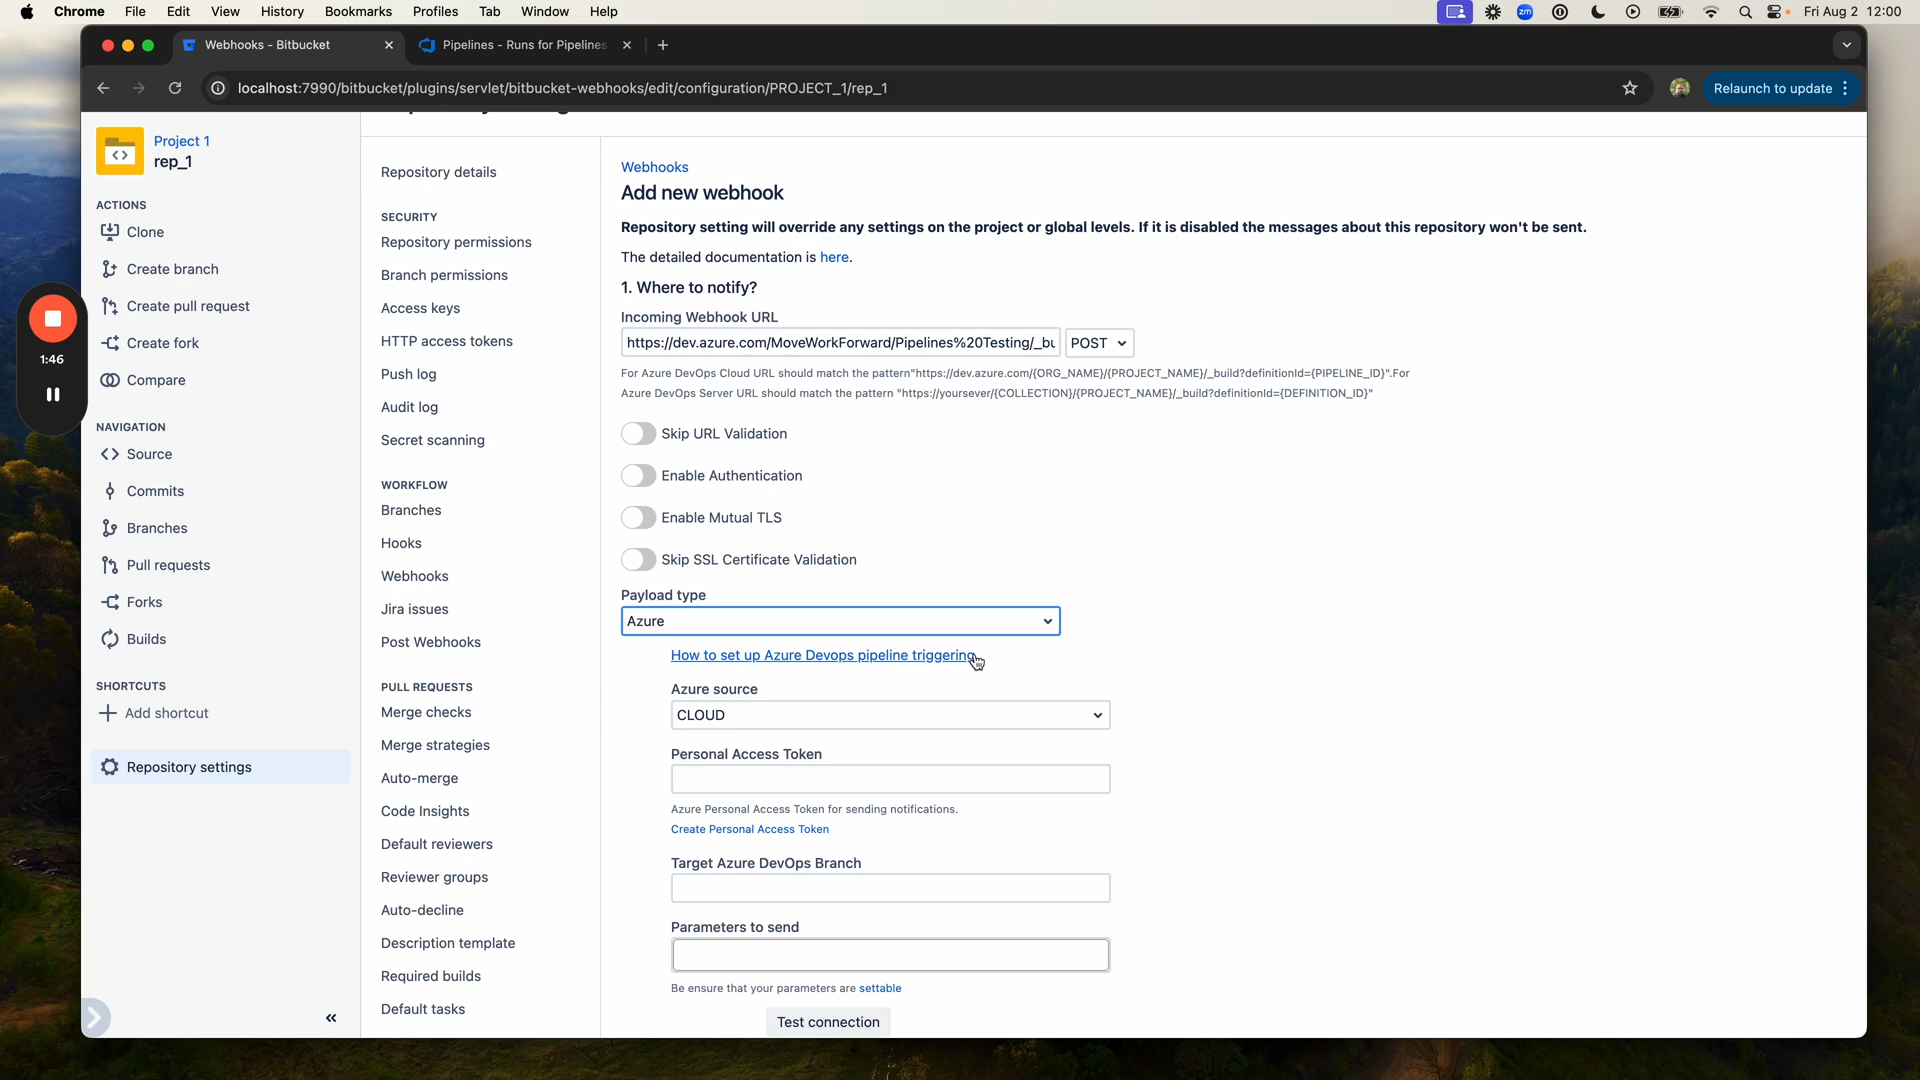 Chrome File Edit View History Bookmarks Profiles Tab Window Help
zm
Fri Aug 2 12:00
Webhooks - Bitbucket
Pipelines - Runs for Pipelines
localhost:7990/bitbucket/plugins/servlet/bitbucket-webhooks/edit/configuration/PROJECT_1/rep_1
Relaunch to update
1:46
Project 1
rep_1
ACTIONS
Clone
Create branch
Create pull request
Create fork
Compare
NAVIGATION
Source
Commits
Branches
Pull requests
Forks
Builds
SHORTCUTS
Add shortcut
Repository settings
Repository details
SECURITY
Repository permissions
Branch permissions
Access keys
HTTP access tokens
Push log
Audit log
Secret scanning
WORKFLOW
Branches
Hooks
Webhooks
Jira issues
Post Webhooks
PULL REQUESTS
Merge checks
Merge strategies
Auto-merge
Code Insights
Default reviewers
Reviewer groups
Auto-decline
Description template
Required builds
Default tasks
Webhooks
Add new webhook
Repository setting will override any settings on the project or global levels. If it is disabled the messages about this repository won't be sent.
The detailed documentation is here.
1. Where to notify?
Incoming Webhook URL
https://dev.azure.com/MoveWorkForward/Pipelines%20Testing/_bu
POST
For Azure DevOps Cloud URL should match the pattern"https://dev.azure.com/{ORG_NAME}/{PROJECT_NAME}/_build?definitionId={PIPELINE_ID}".For
Azure DevOps Server URL should match the pattern "https://yoursever/{COLLECTION}/{PROJECT_NAME}/_build?definitionId={DEFINITION_ID}"
Skip URL Validation
Enable Authentication
Enable Mutual TLS
Skip SSL Certificate Validation
Payload type
Azure
How to set up Azure Devops pipeline triggering
Azure source
CLOUD
Personal Access Token
Azure Personal Access Token for sending notifications.
Create Personal Access Token
Target Azure DevOps Branch
Parameters to send
Be ensure that your parameters are settable
Test connection